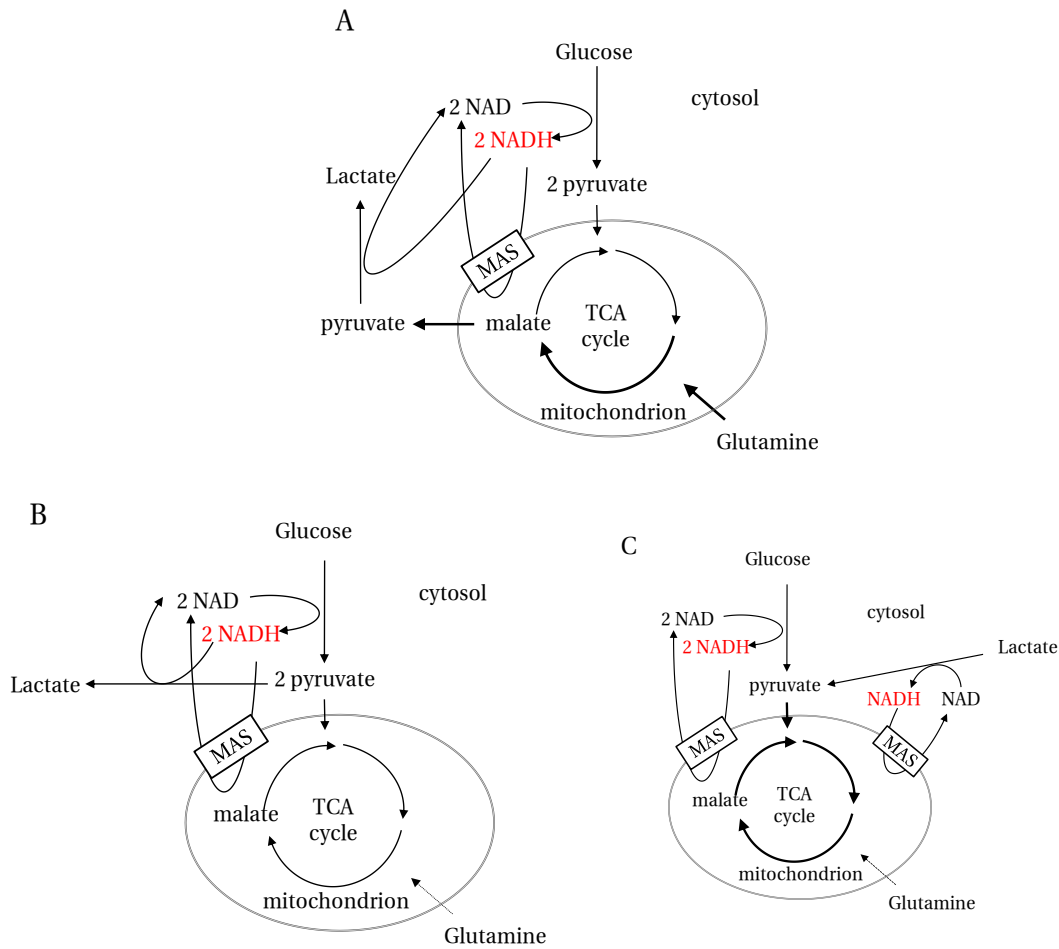 A
Glucose
cytosol
2 NAD
2 NADH
Lactate
2 pyruvate
MAS
pyruvate
malate
TCA
cycle
mitochondrion
Glutamine
B
Glucose
cytosol
2 NAD
2 NADH
Lactate
2 pyruvate
MAS
malate
TCA
cycle
mitochondrion
Glutamine
C
Glucose
cytosol
2 NAD
2 NADH
Lactate
pyruvate
NADH
NAD
MAS
MAS
malate
TCA
cycle
mitochondrion
Glutamine